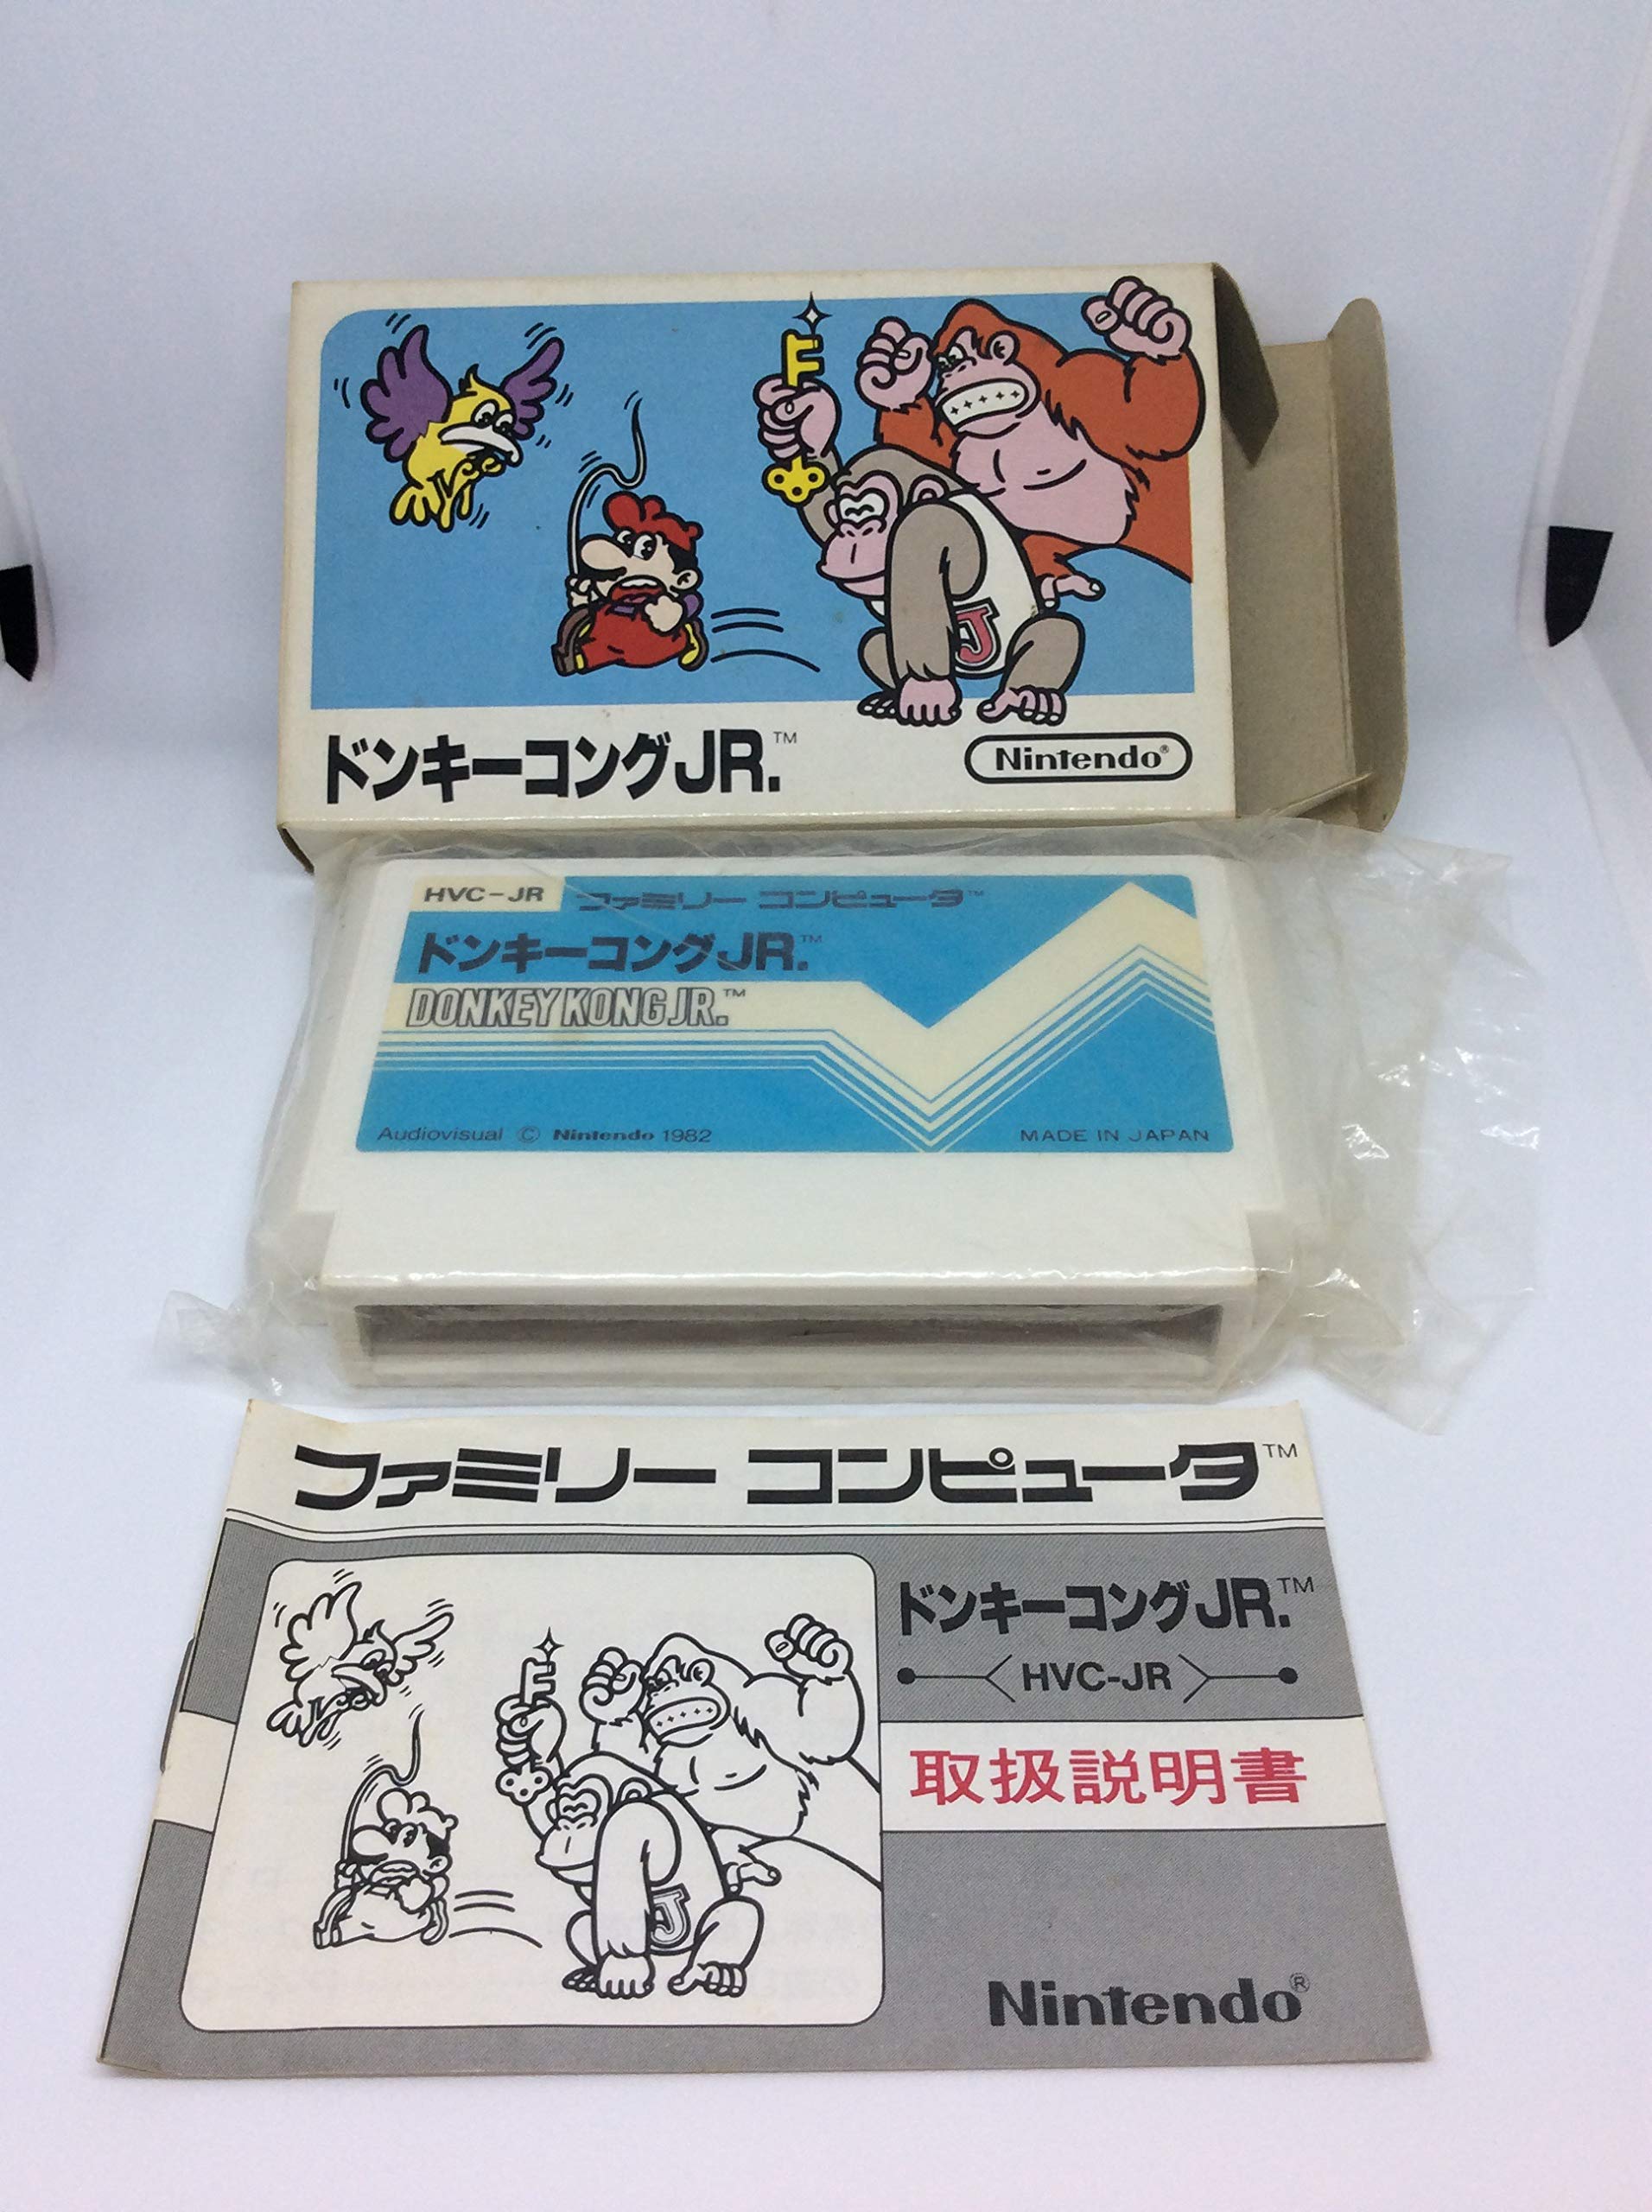 ドンキーコングJR.™
Nintendo®
HVC-JR ファミリー コンピュータ™
ドンキーコングJR.™
DONKEY KONG JR.™
Audiovisual © Nintendo 1982 MADE IN JAPAN
ファミリー コンピュータ™
ドンキーコングJR.™
HVC-JR
取扱説明書
Nintendo®
J
J